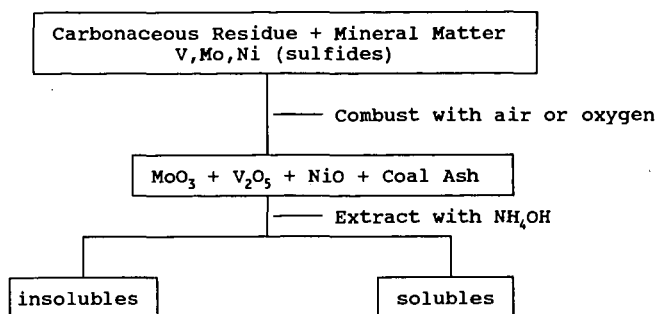 Carbonaceous Residue + Mineral Matter
V,Mo,Ni (sulfides)
Combust with air or oxygen
MoO₃ + V₂O₅ + NiO + Coal Ash
Extract with NH₄OH
insolubles
solubles